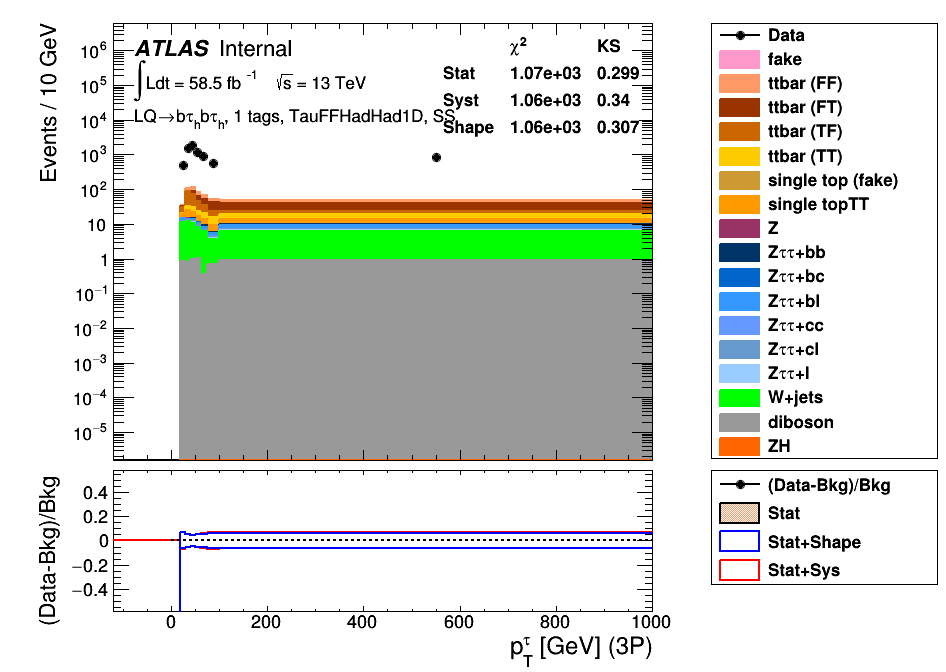 ATLAS Internal
∫Ldt = 58.5 fb⁻¹ √s = 13 TeV
LQ→bτₕbτₕ, 1 tags, TauFFHadHad1D, SS
χ² KS
Stat 1.07e+03 0.299
Syst 1.06e+03 0.34
Shape 1.06e+03 0.307
Events / 10 GeV
10⁶
10⁵
10⁴
10³
10²
10
1
10⁻¹
10⁻²
10⁻³
10⁻⁴
10⁻⁵
Data
fake
ttbar (FF)
ttbar (FT)
ttbar (TF)
ttbar (TT)
single top (fake)
single topTT
Z
Zττ+bb
Zττ+bc
Zττ+bl
Zττ+cc
Zττ+cl
Zττ+l
W+jets
diboson
ZH
(Data-Bkg)/Bkg
0.4
0.2
0
−0.2
−0.4
0 200 400 600 800 1000
p_T^τ [GeV] (3P)
(Data-Bkg)/Bkg
Stat
Stat+Shape
Stat+Sys